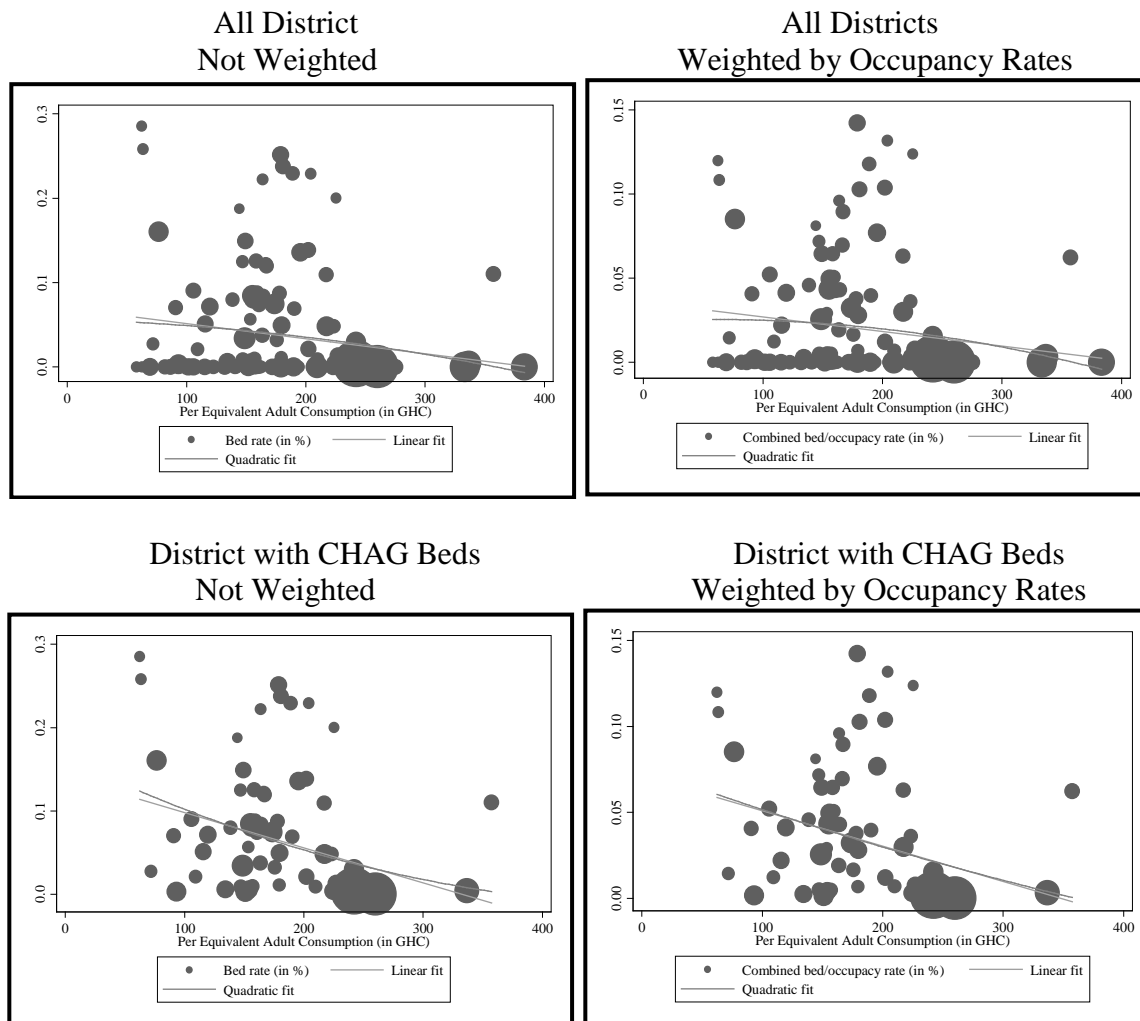 All District
Not Weighted
0.3
0.2
0.1
0.0
0
100
200
300
400
Per Equivalent Adult Consumption (in GHC)
Bed rate (in %)
Linear fit
Quadratic fit
All Districts
Weighted by Occupancy Rates
0.15
0.10
0.05
0.00
0
100
200
300
400
Per Equivalent Adult Consumption (in GHC)
Combined bed/occupacy rate (in %)
Linear fit
Quadratic fit
District with CHAG Beds
Not Weighted
0.3
0.2
0.1
0.0
0
100
200
300
400
Per Equivalent Adult Consumption (in GHC)
Bed rate (in %)
Linear fit
Quadratic fit
District with CHAG Beds
Weighted by Occupancy Rates
0.15
0.10
0.05
0.00
0
100
200
300
400
Per Equivalent Adult Consumption (in GHC)
Combined bed/occupacy rate (in %)
Linear fit
Quadratic fit